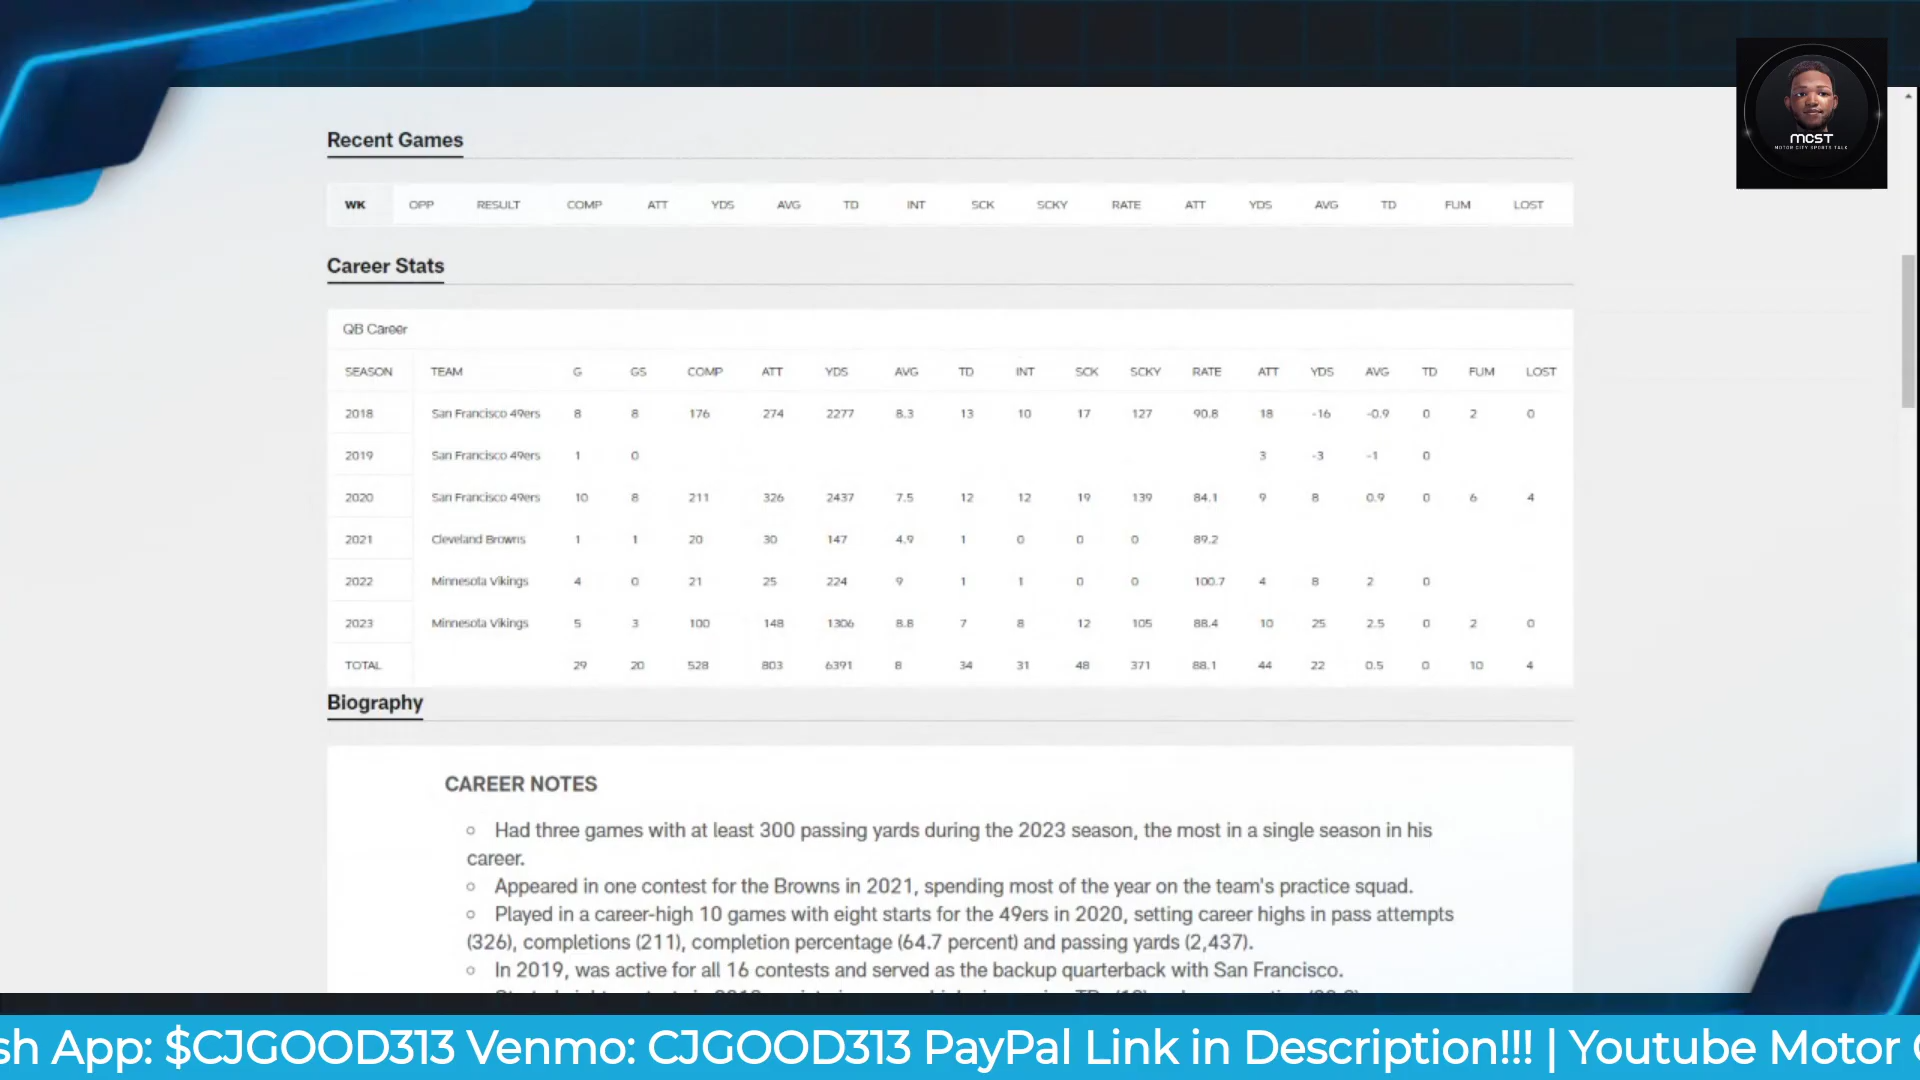 MCST
MOTOR CITY SPORTS TALK
Recent Games
WK OPP RESULT COMP ATT YDS AVG TD INT SCK SCKY RATE ATT YDS AVG TD FUM LOST
Career Stats
QB Career
SEASON TEAM G GS COMP ATT YDS AVG TD INT SCK SCKY RATE ATT YDS AVG TD FUM LOST
2018 San Francisco 49ers 8 8 176 274 2277 8.3 13 10 17 127 90.8 18 -16 -0.9 0 2 0
2019 San Francisco 49ers 1 0 3 -3 -1 0
2020 San Francisco 49ers 10 8 211 326 2437 7.5 12 12 19 139 84.1 9 8 0.9 0 6 4
2021 Cleveland Browns 1 1 20 30 147 4.9 1 0 0 0 89.2
2022 Minnesota Vikings 4 0 21 25 224 9 1 1 0 0 100.7 4 8 2 0
2023 Minnesota Vikings 5 3 100 148 1306 8.8 7 8 12 105 88.4 10 25 2.5 0 2 0
TOTAL 29 20 528 803 6391 8 34 31 48 371 88.1 44 22 0.5 0 10 4
Biography
CAREER NOTES
Had three games with at least 300 passing yards during the 2023 season, the most in a single season in his
career.
Appeared in one contest for the Browns in 2021, spending most of the year on the team's practice squad.
Played in a career-high 10 games with eight starts for the 49ers in 2020, setting career highs in pass attempts
(326), completions (211), completion percentage (64.7 percent) and passing yards (2,437).
In 2019, was active for all 16 contests and served as the backup quarterback with San Francisco.
sh App: $CJGOOD313 Venmo: CJGOOD313 PayPal Link in Description!!! | Youtube Motor